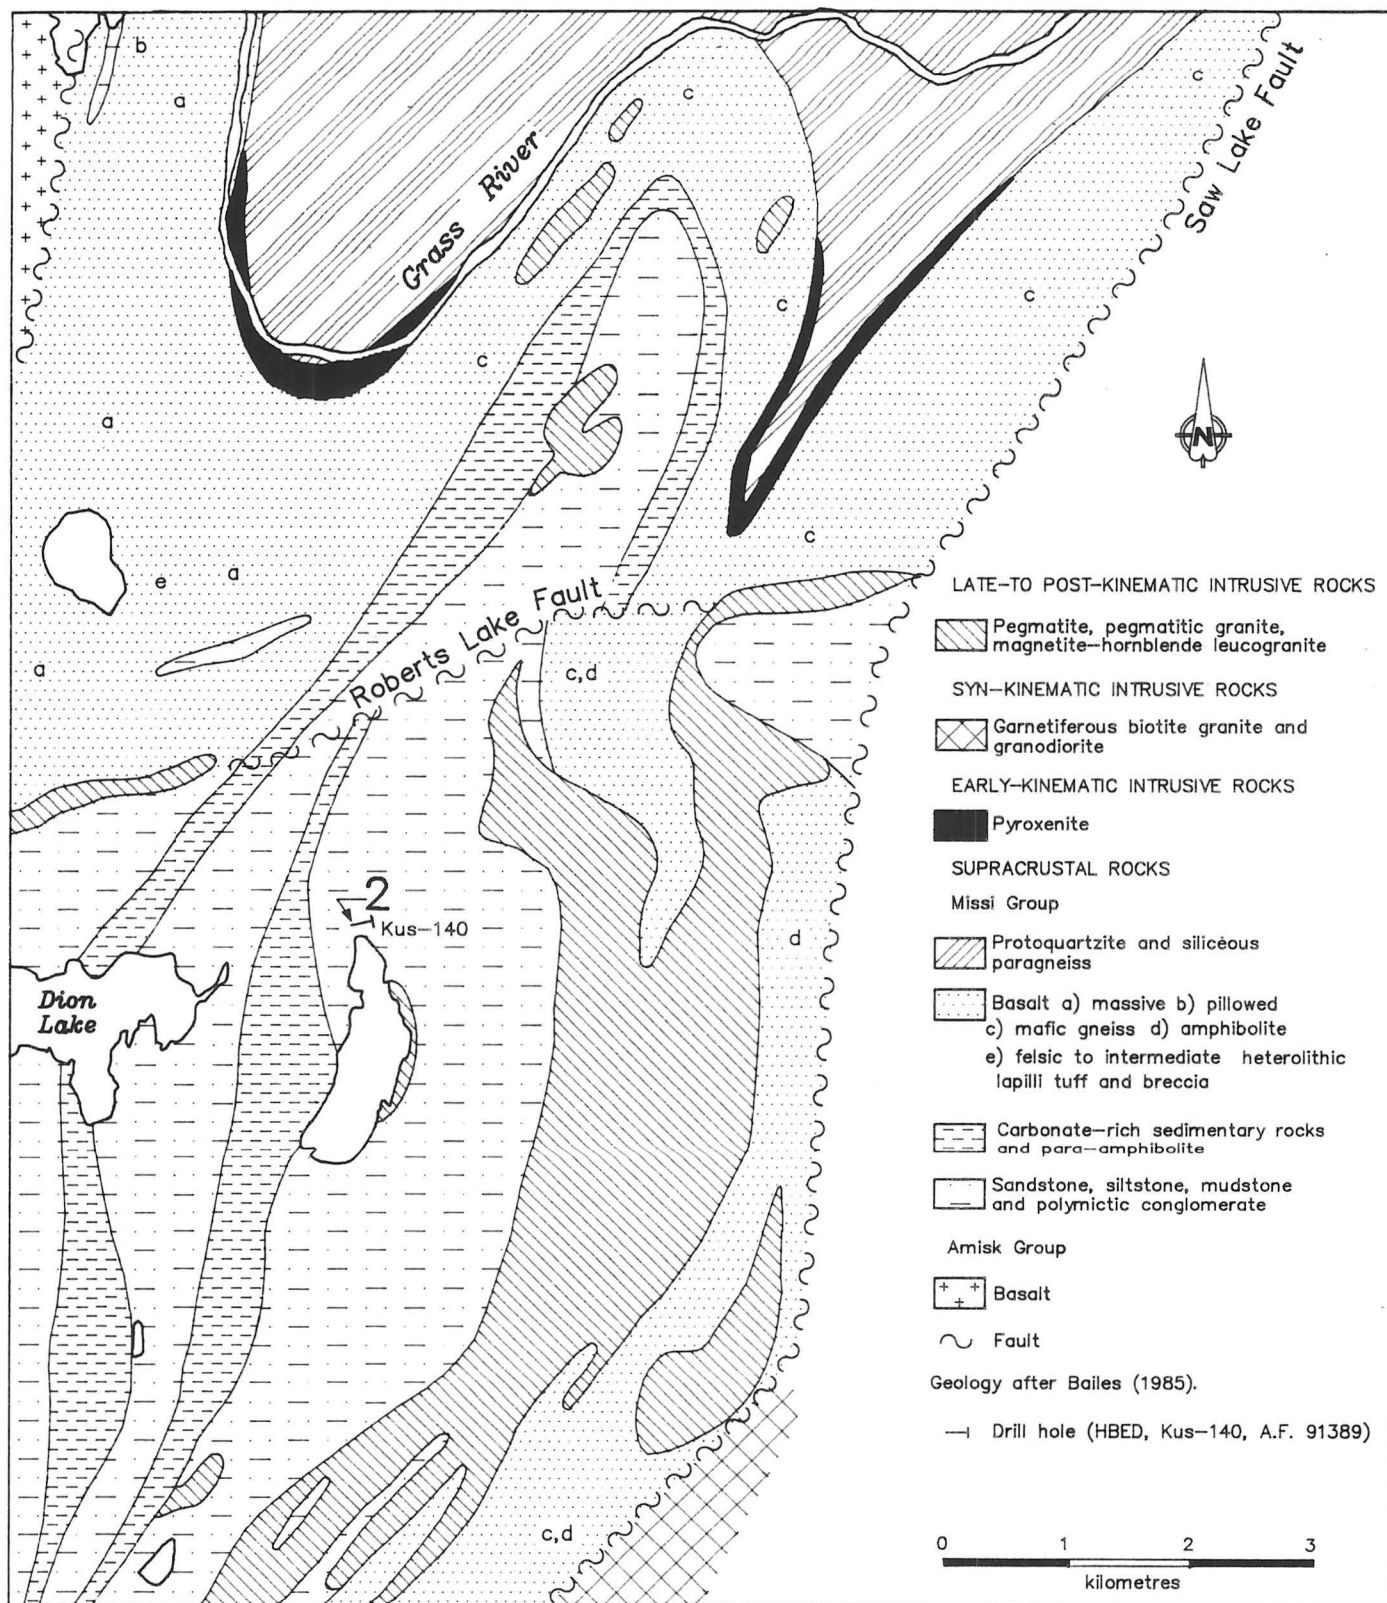 b
a
c
c
Grass River
Saw Lake Fault
c
c
c
a
N
c
e
a
a
Roberts Lake Fault
c,d
2
Kus-140
d
Dion
Lake
c,d
LATE-TO POST-KINEMATIC INTRUSIVE ROCKS
Pegmatite, pegmatitic granite,
magnetite-hornblende leucogranite
SYN-KINEMATIC INTRUSIVE ROCKS
Garnetiferous biotite granite and
granodiorite
EARLY-KINEMATIC INTRUSIVE ROCKS
Pyroxenite
SUPRACRUSTAL ROCKS
Missi Group
Protoquartzite and siliceous
paragneiss
Basalt a) massive b) pillowed
c) mafic gneiss d) amphibolite
e) felsic to intermediate heterolithic
lapilli tuff and breccia
Carbonate-rich sedimentary rocks
and para-amphibolite
Sandstone, siltstone, mudstone
and polymictic conglomerate
Amisk Group
Basalt
Fault
Geology after Bailes (1985).
Drill hole (HBED, Kus-140, A.F. 91389)
0 1 2 3
kilometres